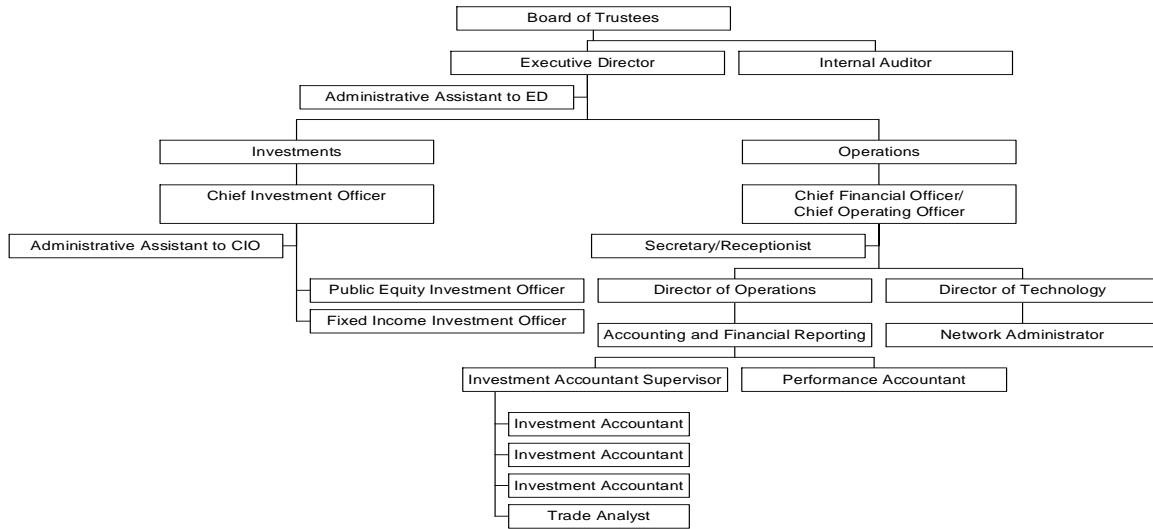 Board of Trustees
Executive Director
Internal Auditor
Administrative Assistant to ED
Investments
Operations
Chief Investment Officer
Chief Financial Officer/
Chief Operating Officer
Administrative Assistant to CIO
Secretary/Receptionist
Public Equity Investment Officer
Director of Operations
Director of Technology
Fixed Income Investment Officer
Accounting and Financial Reporting
Network Administrator
Investment Accountant Supervisor
Performance Accountant
Investment Accountant
Investment Accountant
Investment Accountant
Trade Analyst